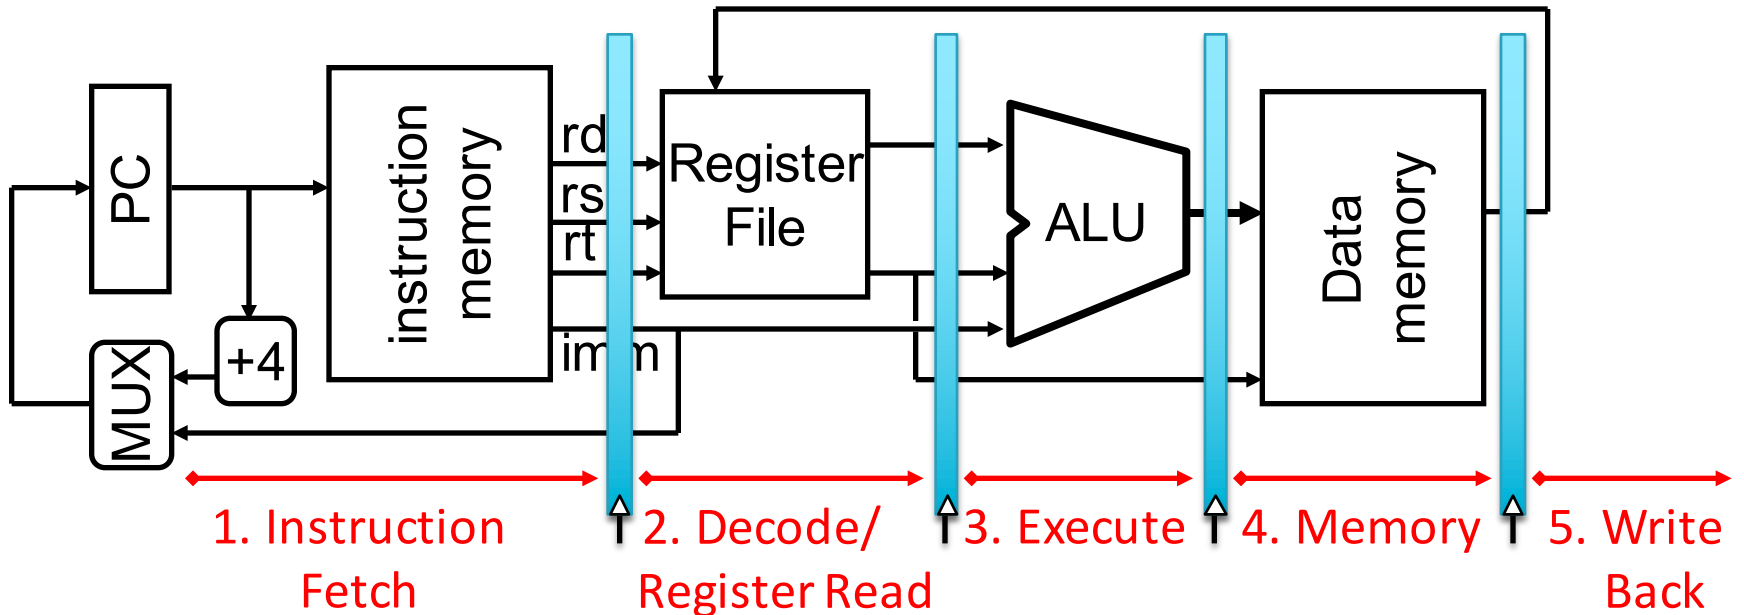 PC
MUX
+4
instruction
memory
rd
rs
rt
imm
Register
File
ALU
Data
memory
1. Instruction
Fetch
2. Decode/
Register Read
3. Execute
4. Memory
5. Write
Back